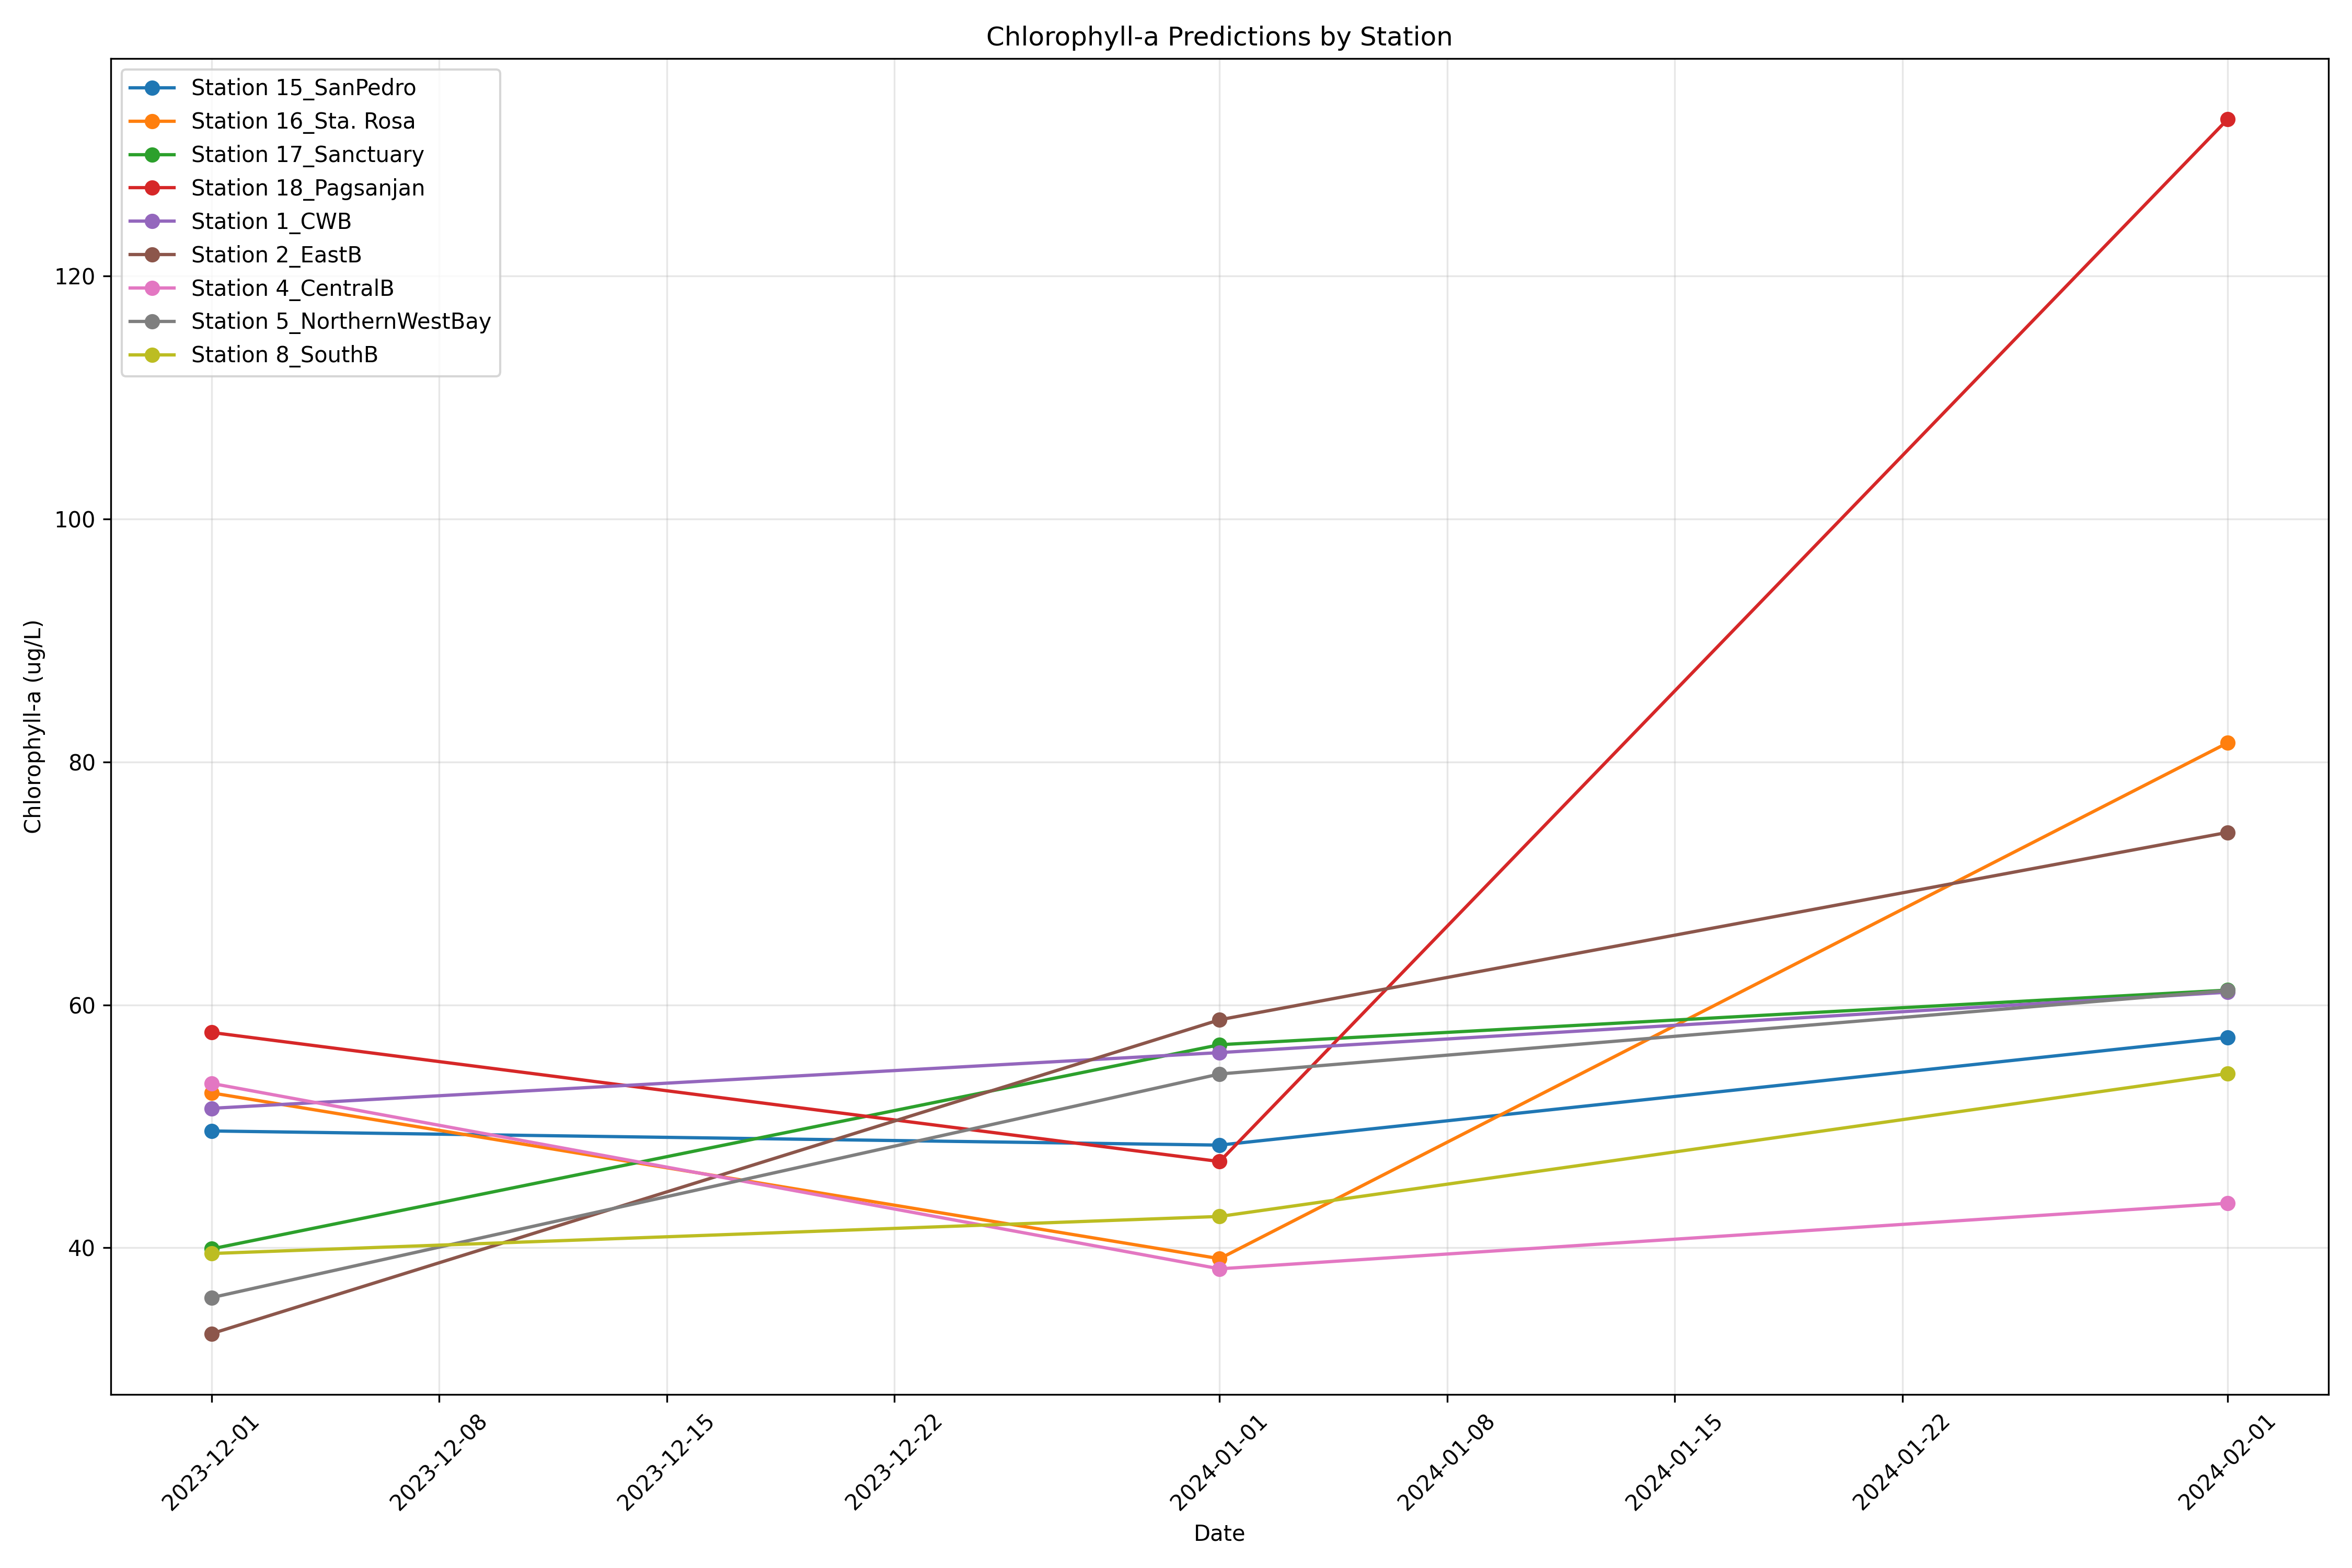 Chlorophyll-a Predictions by Station
Station 15_SanPedro
Station 16_Sta. Rosa
Station 17_Sanctuary
Station 18_Pagsanjan
Station 1_CWB
Station 2_EastB
Station 4_CentralB
Station 5_NorthernWestBay
Station 8_SouthB
Chlorophyll-a (ug/L)
120
100
80
60
40
2023-12-01
2023-12-08
2023-12-15
2023-12-22
2024-01-01
2024-01-08
2024-01-15
2024-01-22
2024-02-01
Date